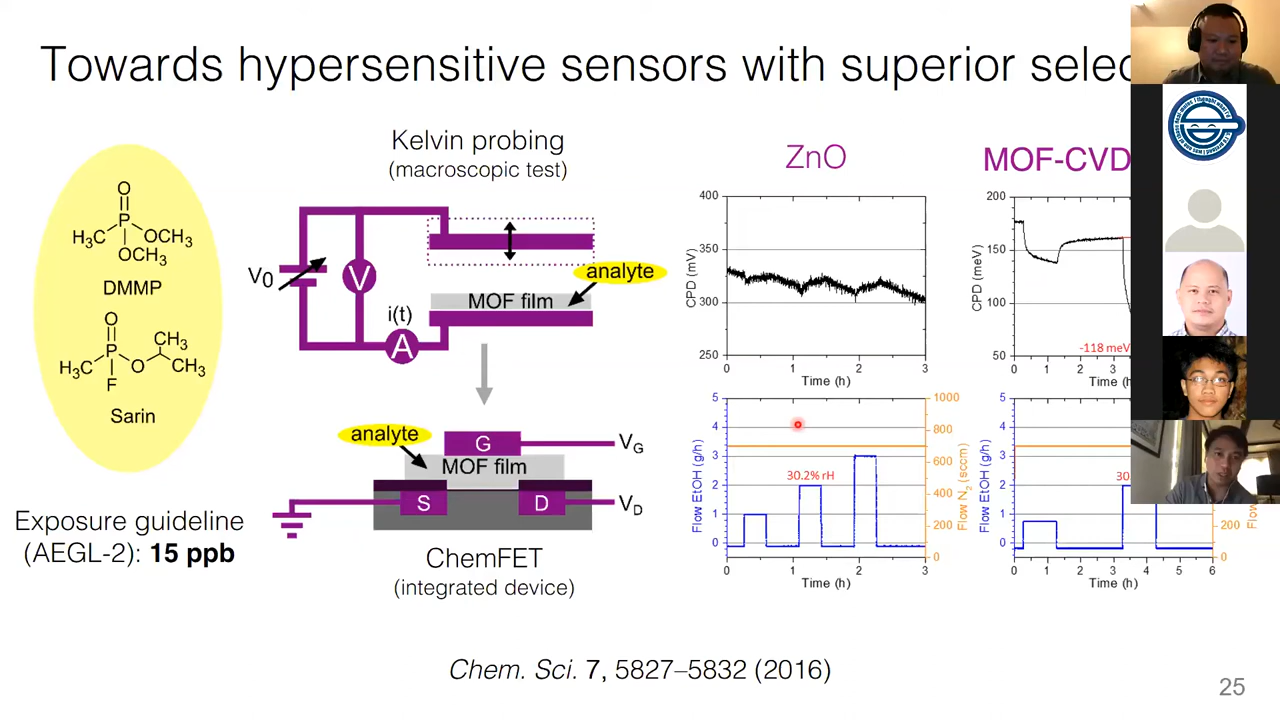 Towards hypersensitive sensors with superior selec
Kelvin probing
(macroscopic test)
O
H₃C
P
OCH₃
OCH₃
DMMP
O
CH₃
H₃C
P
O
CH₃
F
Sarin
Exposure guideline
(AEGL-2): 15 ppb
V₀
V
i(t)
A
analyte
MOF film
analyte
G
V_G
MOF film
S
D
V_D
ChemFET
(integrated device)
ZnO
400
350
300
250
CPD (mV)
0 1 2 3
Time (h)
5
4
3
2
1
0
Flow EtOH (g/h)
30.2% rH
1000
800
600
400
200
0
Flow N₂ (sccm)
0 1 2 3
Time (h)
MOF-CVD
200
150
100
50
CPD (meV)
-118 meV
0 1 2 3
Time (h)
5
4
3
2
1
0
Flow EtOH (g/h)
30
200
0
0 1 2 3 4 5 6
Time (h)
Chem. Sci. 7, 5827–5832 (2016)
25